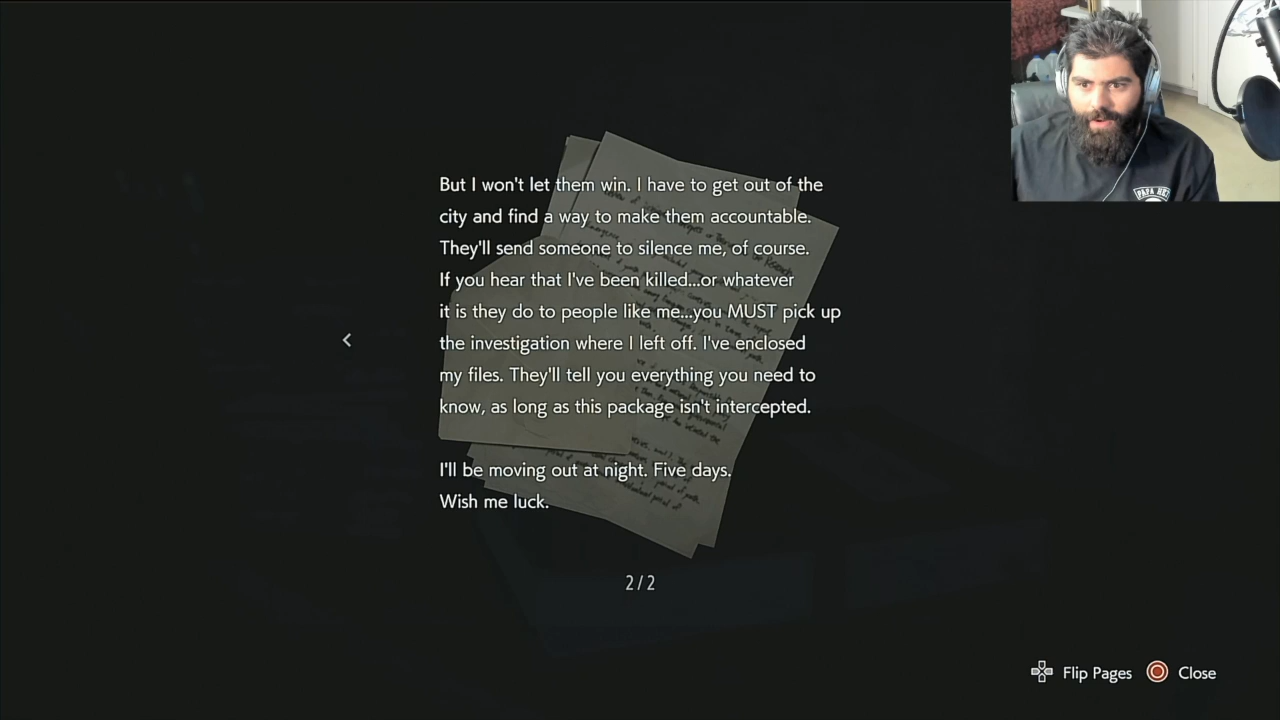 But I won't let them win. I have to get out of the
city and find a way to make them accountable.
They'll send someone to silence me, of course.
If you hear that I've been killed...or whatever
it is they do to people like me...you MUST pick up
the investigation where I left off. I've enclosed
my files. They'll tell you everything you need to
know, as long as this package isn't intercepted.
I'll be moving out at night. Five days.
Wish me luck.
2/2
Flip Pages
Close